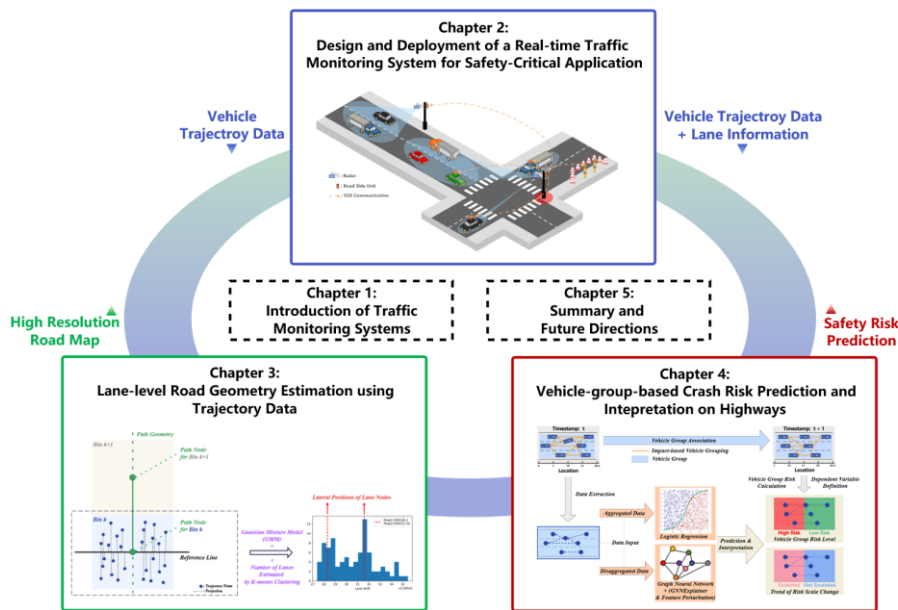 Chapter 2:
Design and Deployment of a Real-time Traffic
Monitoring System for Safety-Critical Application
: Radar
: Road Side Unit
: V2X Communication
Vehicle
Trajectroy Data
Vehicle Trajectroy Data
+ Lane Information
Chapter 1:
Introduction of Traffic
Monitoring Systems
Chapter 5:
Summary and
Future Directions
High Resolution
Road Map
Safety Risk
Prediction
Chapter 3:
Lane-level Road Geometry Estimation using
Trajectory Data
Path Geometry
Bin k+1
Path Node
for Bin k+1
Bin k
Path Node
for Bin k
Reference Line
: Trajectory Point
: Projection
Gaussian Mixture Model
(GMM)
+
Number of Lanes
Estimated
by K-means Clustering
Lateral Positions of Lane Nodes
Chapter 4:
Vehicle-group-based Crash Risk Prediction and
Intepretation on Highways
Timestamp: t
Location
Vehicle Group Association
Impact-based Vehicle Grouping
Vehicle Group
Timestamp: t + 1
Location
Data Extraction
Vehicle Group Risk
Calculation
Dependent Variable
Definition
Aggregated Data
Data Input
Disaggregated Data
Logistic Regression
Graph Neural Network
+ (GNNExplainer
& Feature Perturbation)
Prediction &
Interpretation
High Risk
Low Risk
Vehicle Group Risk Level
Escalated
Not Escalated
Trend of Risk Scale Change